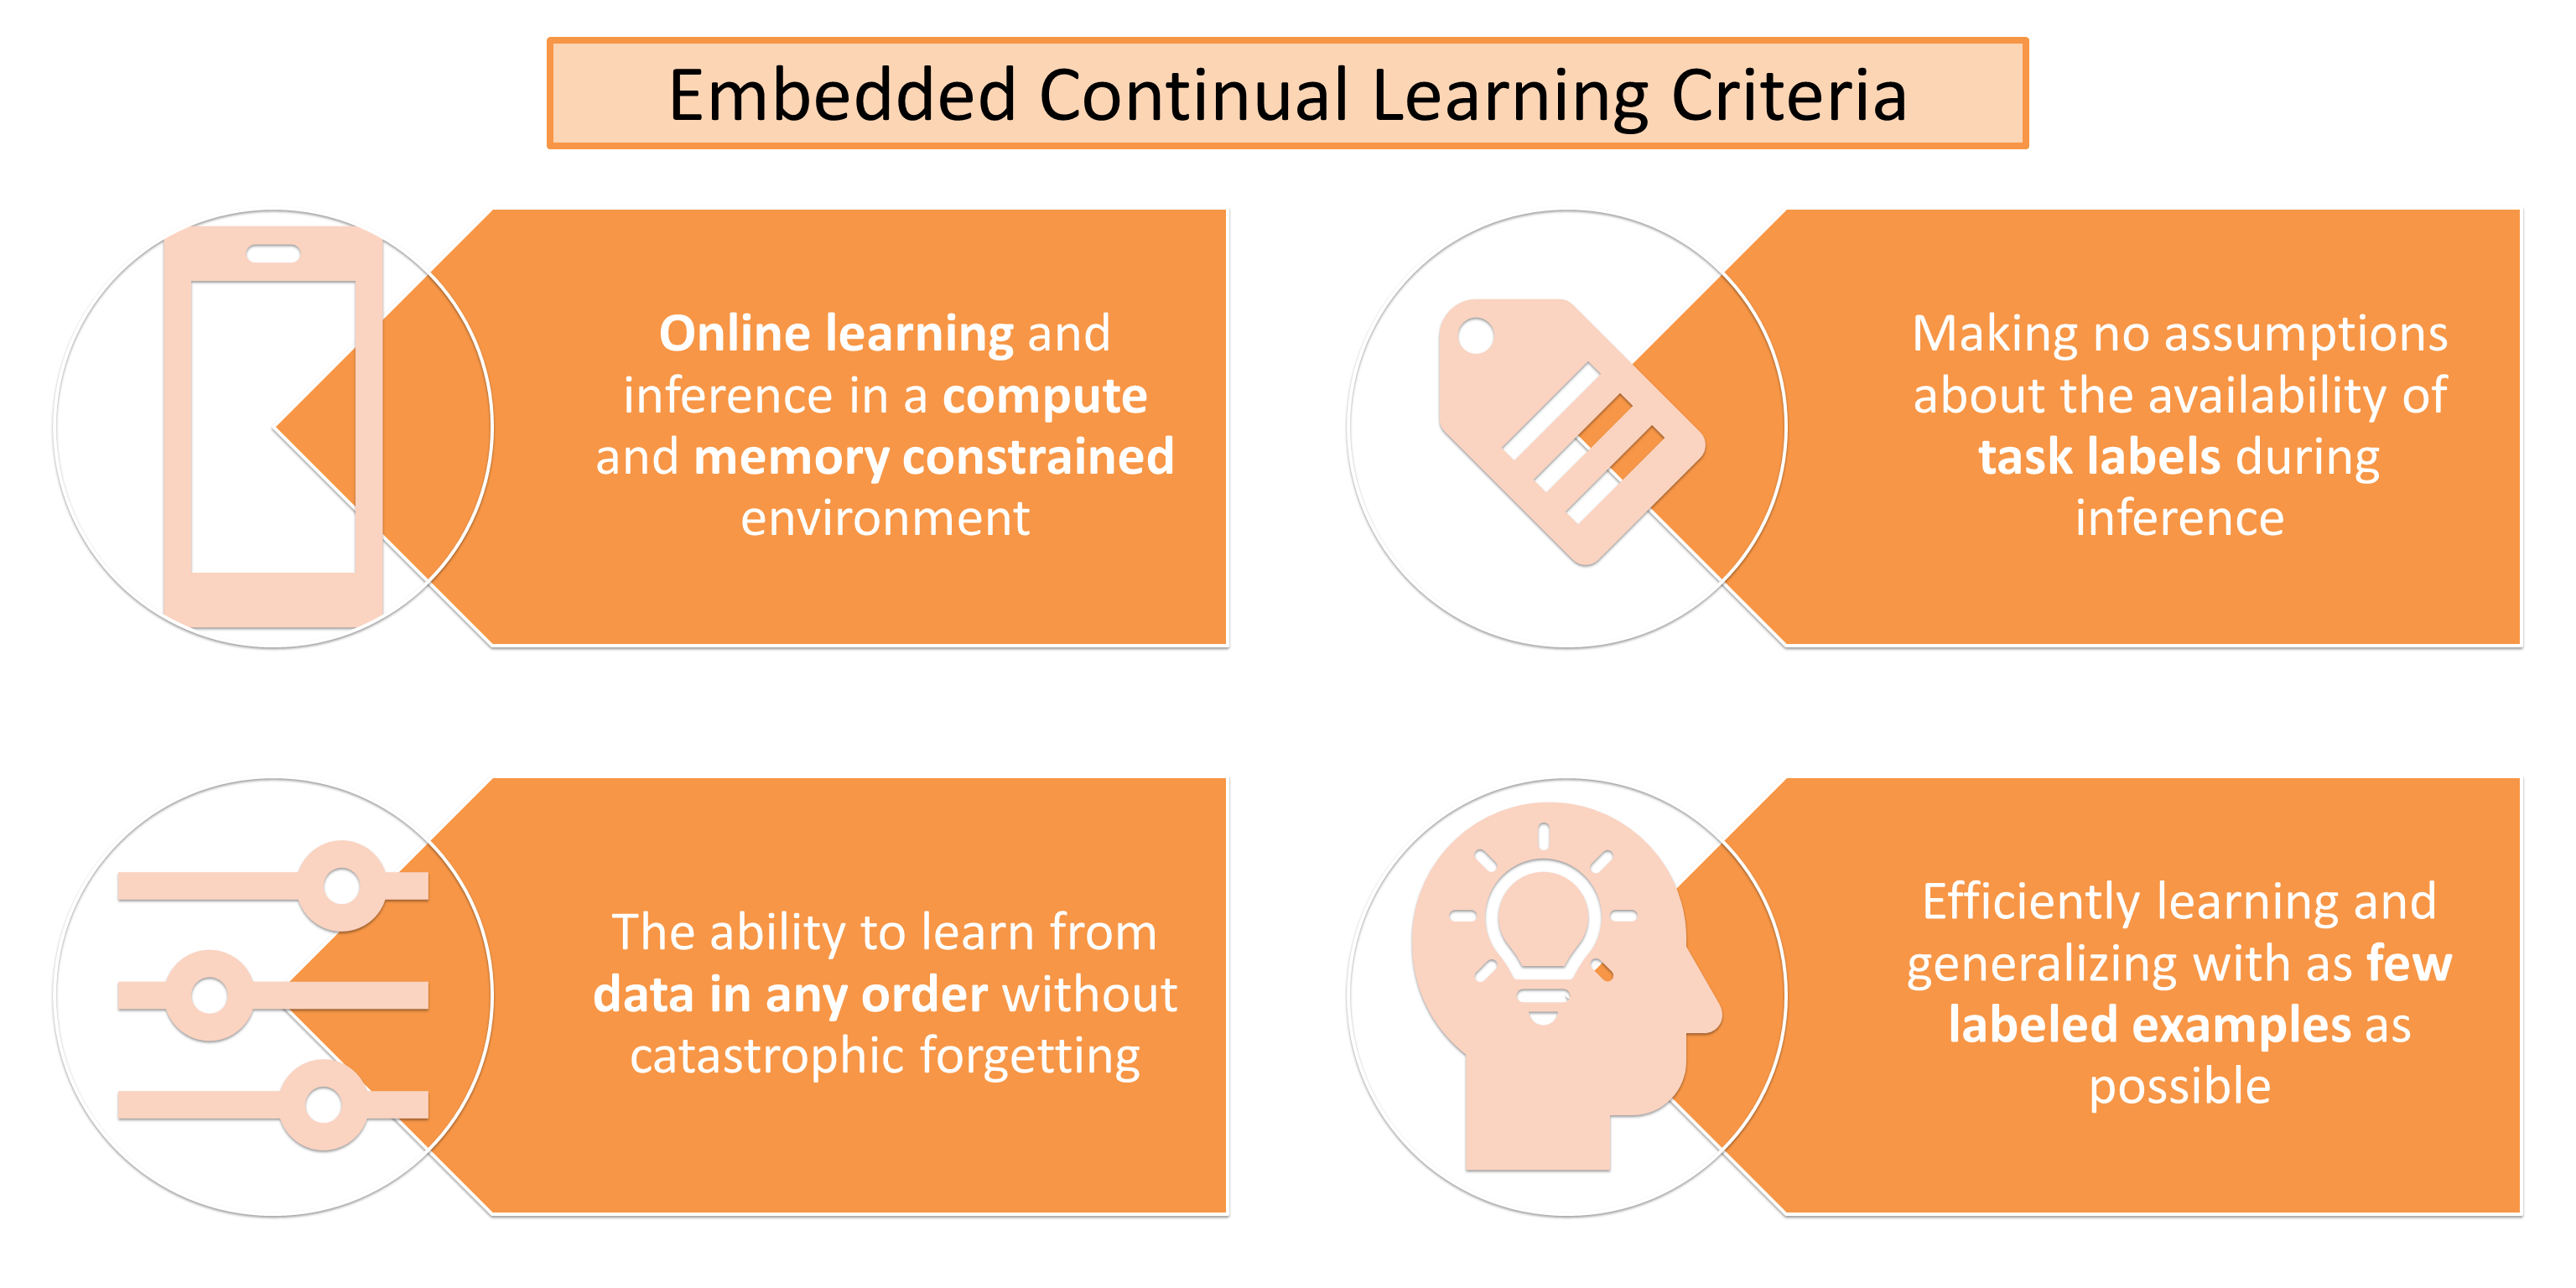 Embedded Continual Learning Criteria
Online learning and
inference in a compute
and memory constrained
environment
Making no assumptions
about the availability of
task labels during
inference
The ability to learn from
data in any order without
catastrophic forgetting
Efficiently learning and
generalizing with as few
labeled examples as
possible